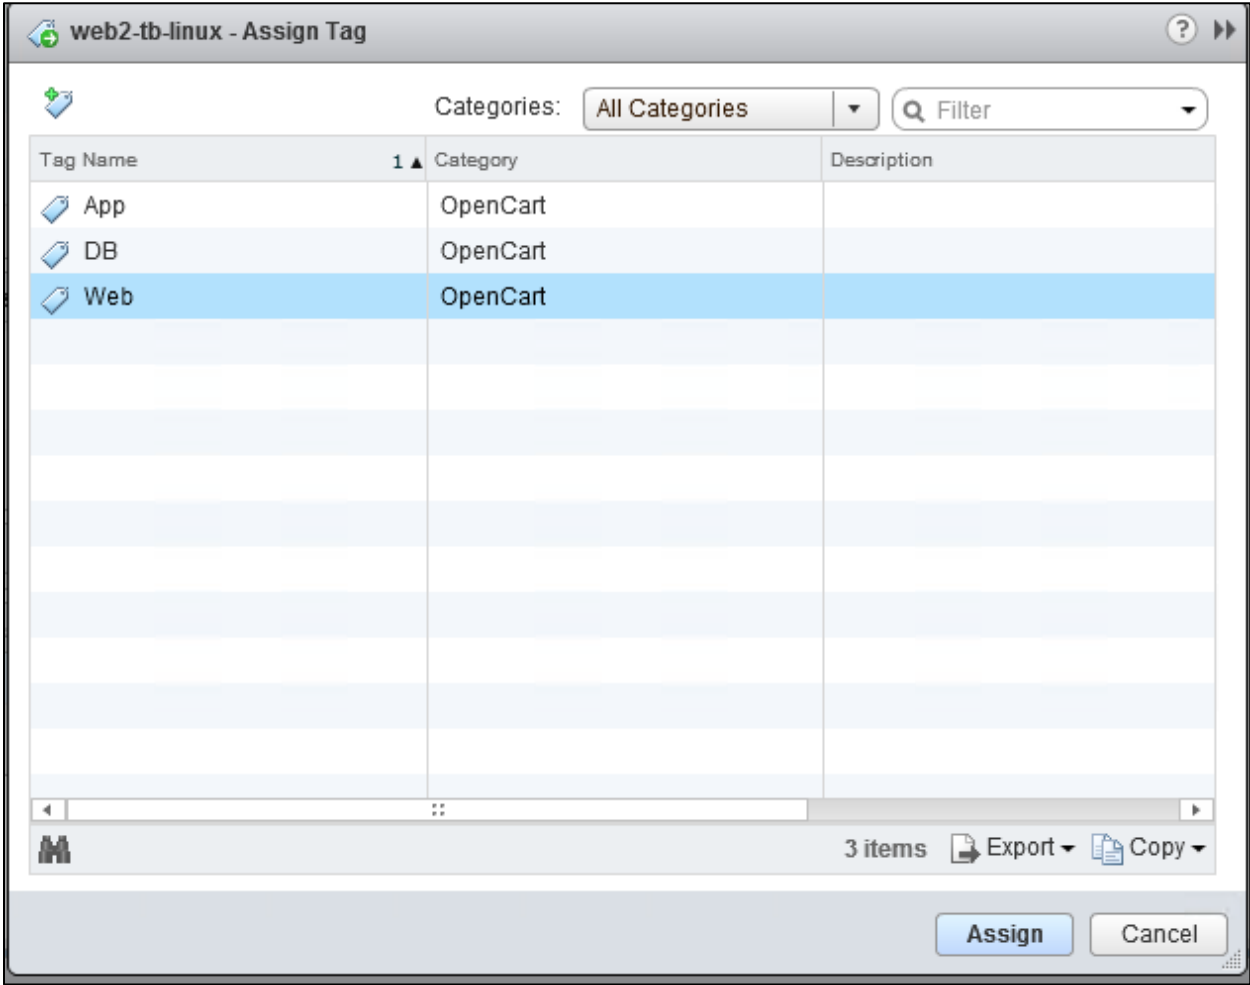 web2-tb-linux - Assign Tag ?
Categories: All Categories Filter
Tag Name 1 Category Description
App OpenCart
DB OpenCart
Web OpenCart
3 items Export Copy
Assign Cancel